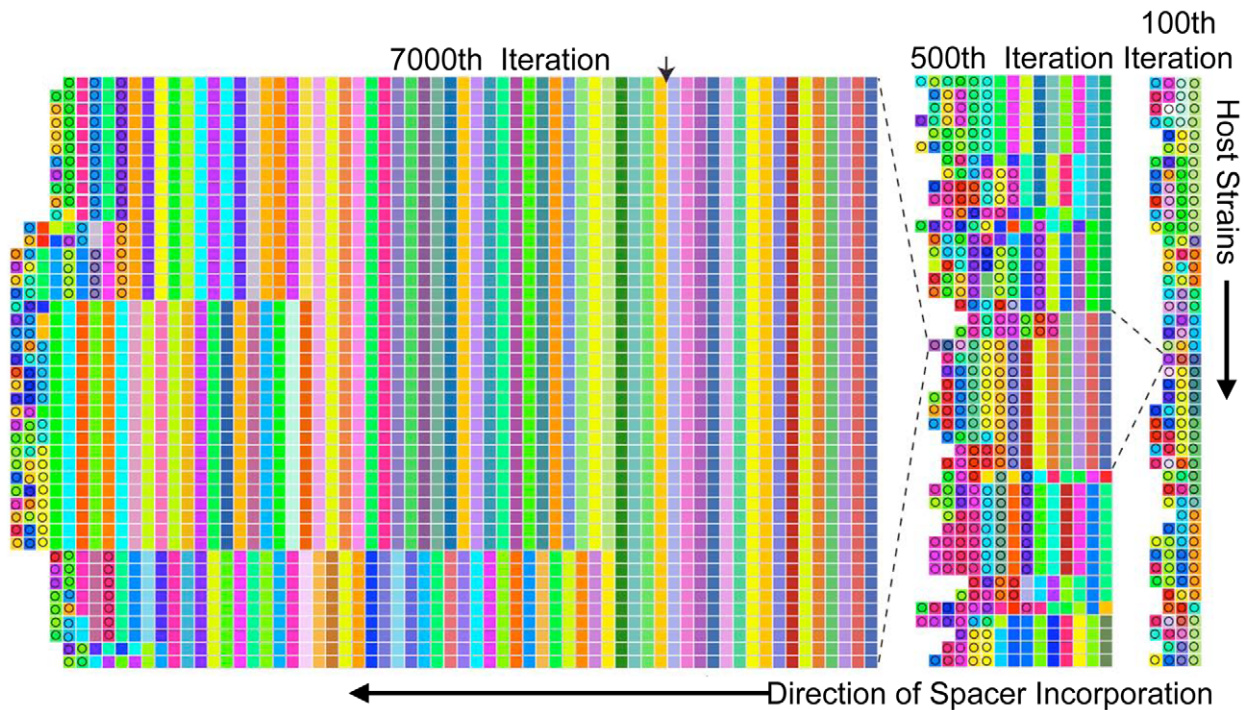 7000th Iteration
500th Iteration
100th
Iteration
Host Strains
Direction of Spacer Incorporation